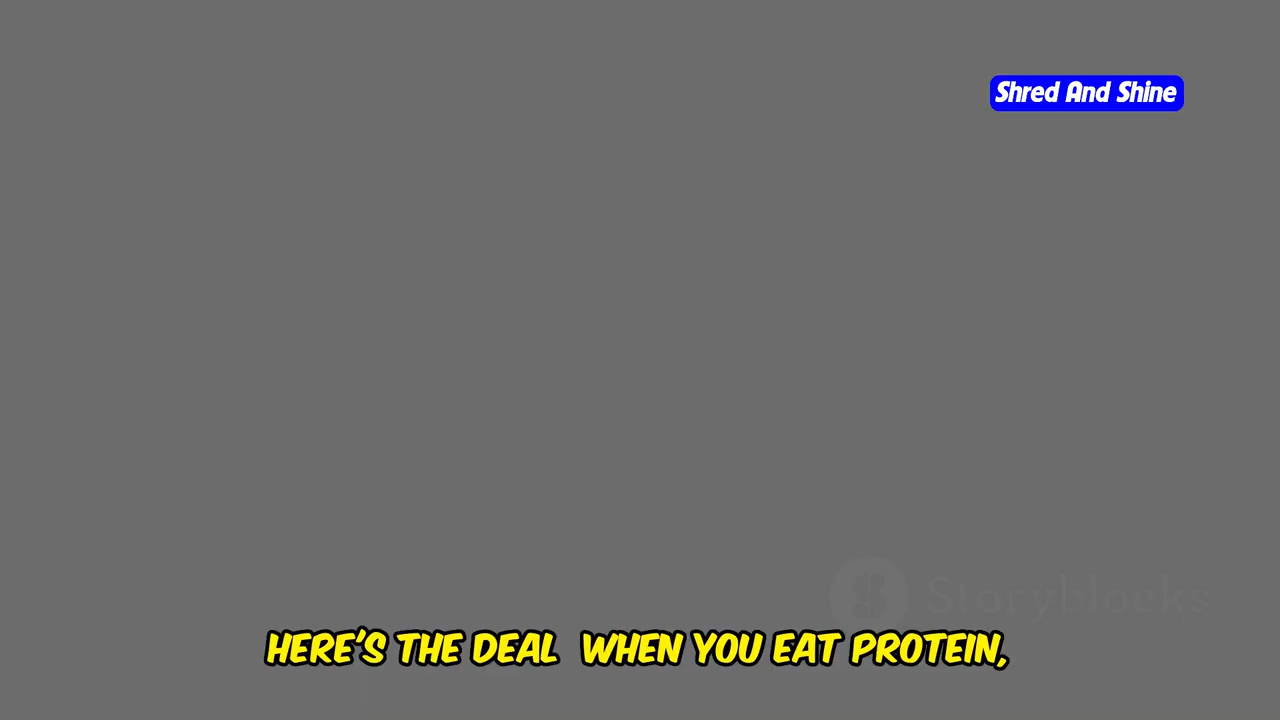 Shred And Shine
Storyblocks
HERE'S THE DEAL WHEN YOU EAT PROTEIN,